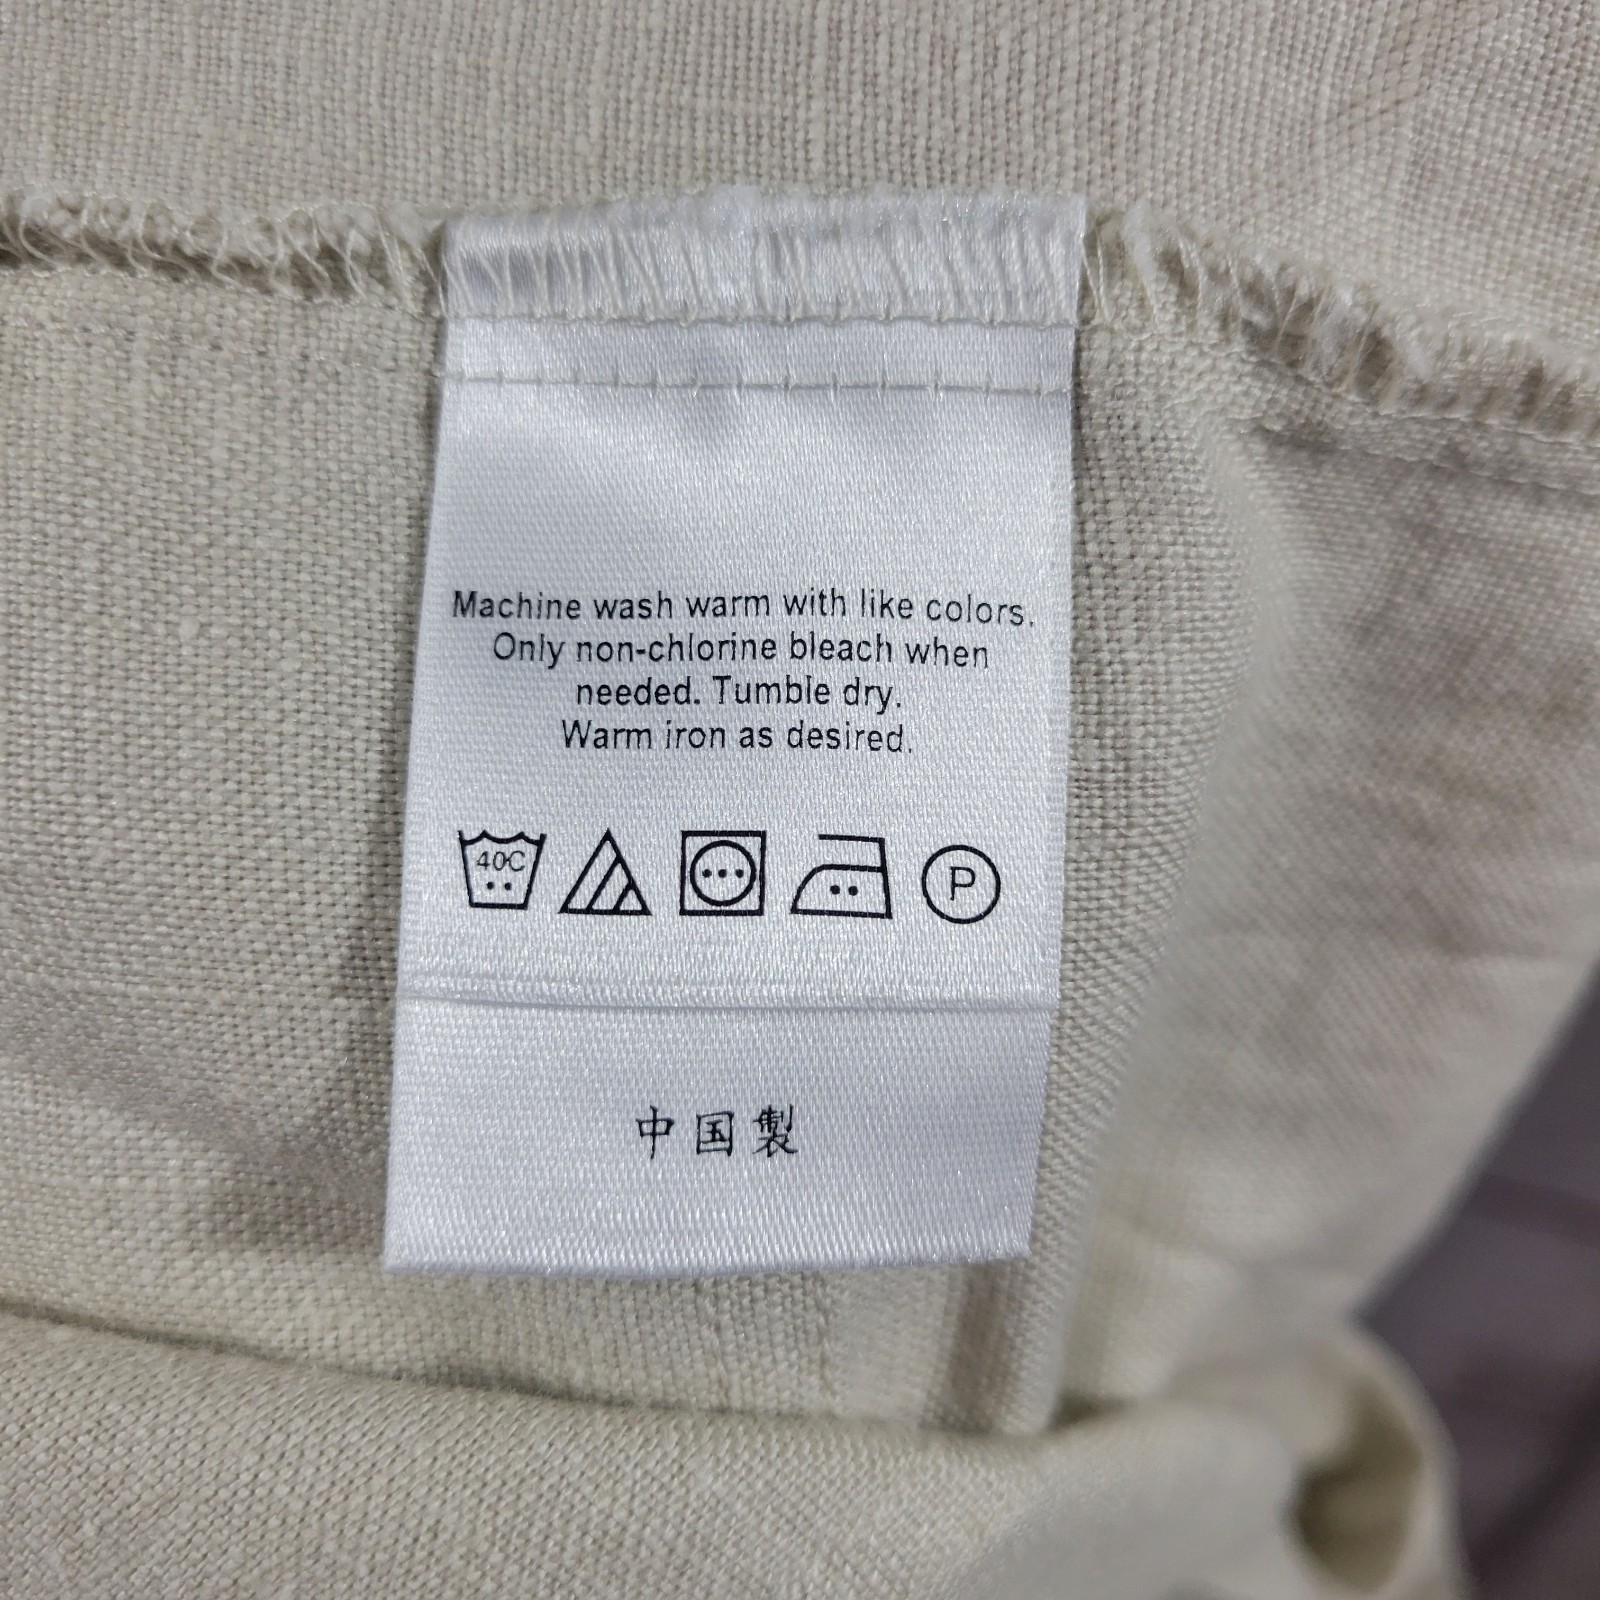 Machine wash warm with like colors.
Only non-chlorine bleach when
needed. Tumble dry.
Warm iron as desired.
40C
P
中国製